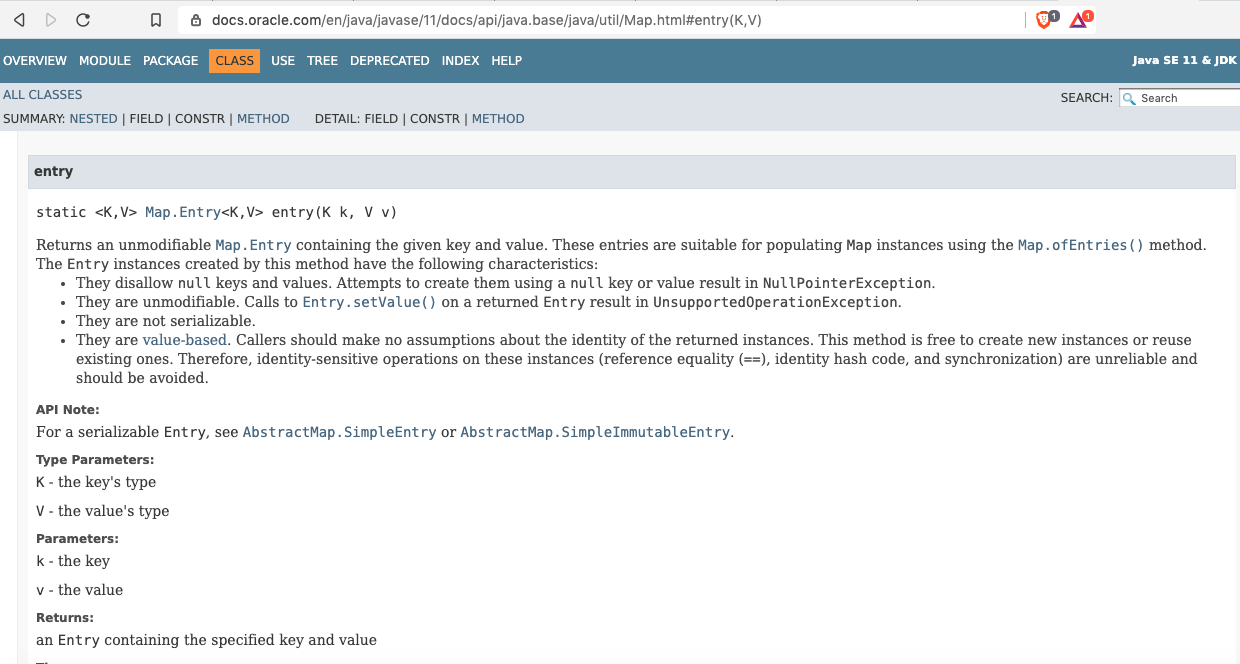 docs.oracle.com/en/java/javase/11/docs/api/java.base/java/util/Map.html#entry(K,V)
1
1
OVERVIEW MODULE PACKAGE CLASS USE TREE DEPRECATED INDEX HELP
Java SE 11 & JDK
ALL CLASSES
SEARCH: Search
SUMMARY: NESTED | FIELD | CONSTR | METHOD DETAIL: FIELD | CONSTR | METHOD
entry
static <K,V> Map.Entry<K,V> entry(K k, V v)
Returns an unmodifiable Map.Entry containing the given key and value. These entries are suitable for populating Map instances using the Map.ofEntries() method.
The Entry instances created by this method have the following characteristics:
• They disallow null keys and values. Attempts to create them using a null key or value result in NullPointerException.
• They are unmodifiable. Calls to Entry.setValue() on a returned Entry result in UnsupportedOperationException.
• They are not serializable.
• They are value-based. Callers should make no assumptions about the identity of the returned instances. This method is free to create new instances or reuse
existing ones. Therefore, identity-sensitive operations on these instances (reference equality (==), identity hash code, and synchronization) are unreliable and
should be avoided.
API Note:
For a serializable Entry, see AbstractMap.SimpleEntry or AbstractMap.SimpleImmutableEntry.
Type Parameters:
K - the key's type
V - the value's type
Parameters:
k - the key
v - the value
Returns:
an Entry containing the specified key and value